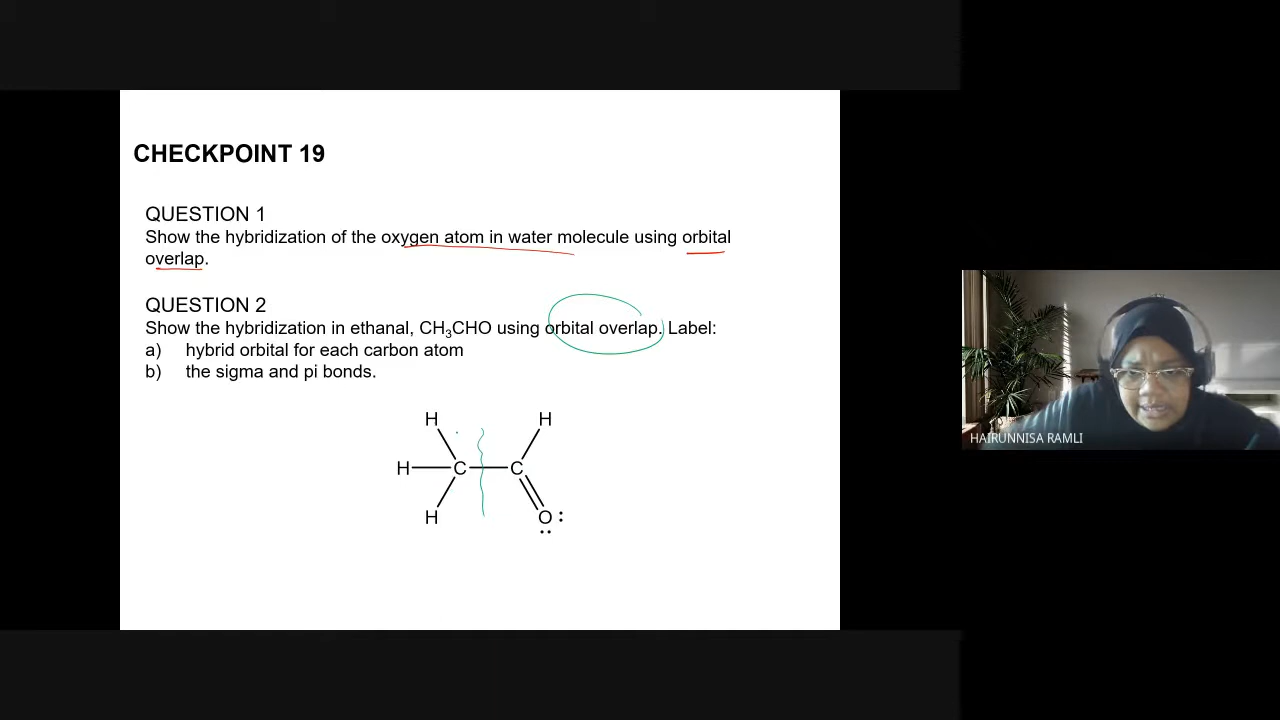 CHECKPOINT 19
QUESTION 1
Show the hybridization of the oxygen atom in water molecule using orbital
overlap.
QUESTION 2
Show the hybridization in ethanal, CH₃CHO using orbital overlap. Label:
a) hybrid orbital for each carbon atom
b) the sigma and pi bonds.
H H
H C C
H O
HAIRUNNISA RAMLI